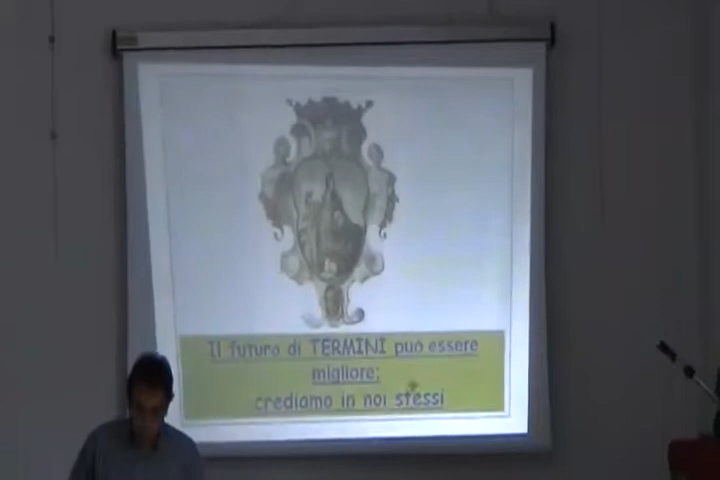 Il futuro di TERMINI può essere
migliore:
crediamo in noi stessi